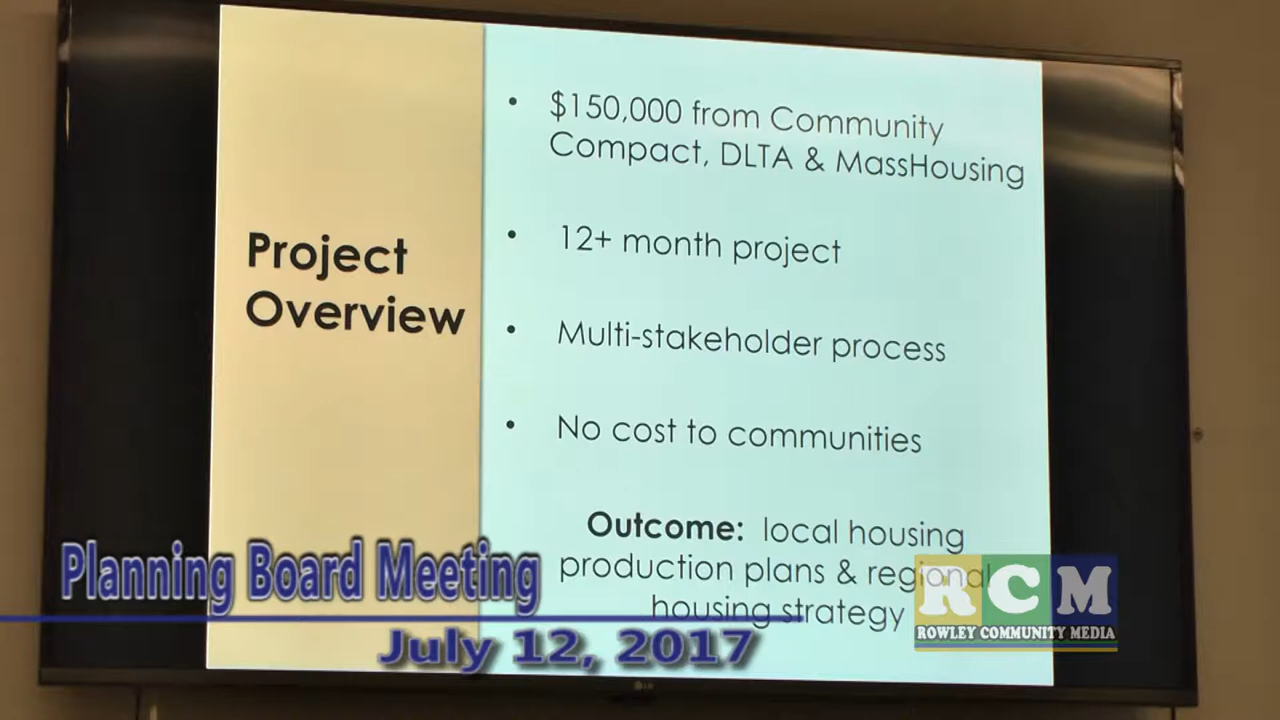 Project
Overview
• $150,000 from Community
Compact, DLTA & MassHousing
• 12+ month project
• Multi-stakeholder process
• No cost to communities
Outcome: local housing
production plans & regional
housing strategy
Planning Board Meeting
July 12, 2017
RCM
ROWLEY COMMUNITY MEDIA
LG